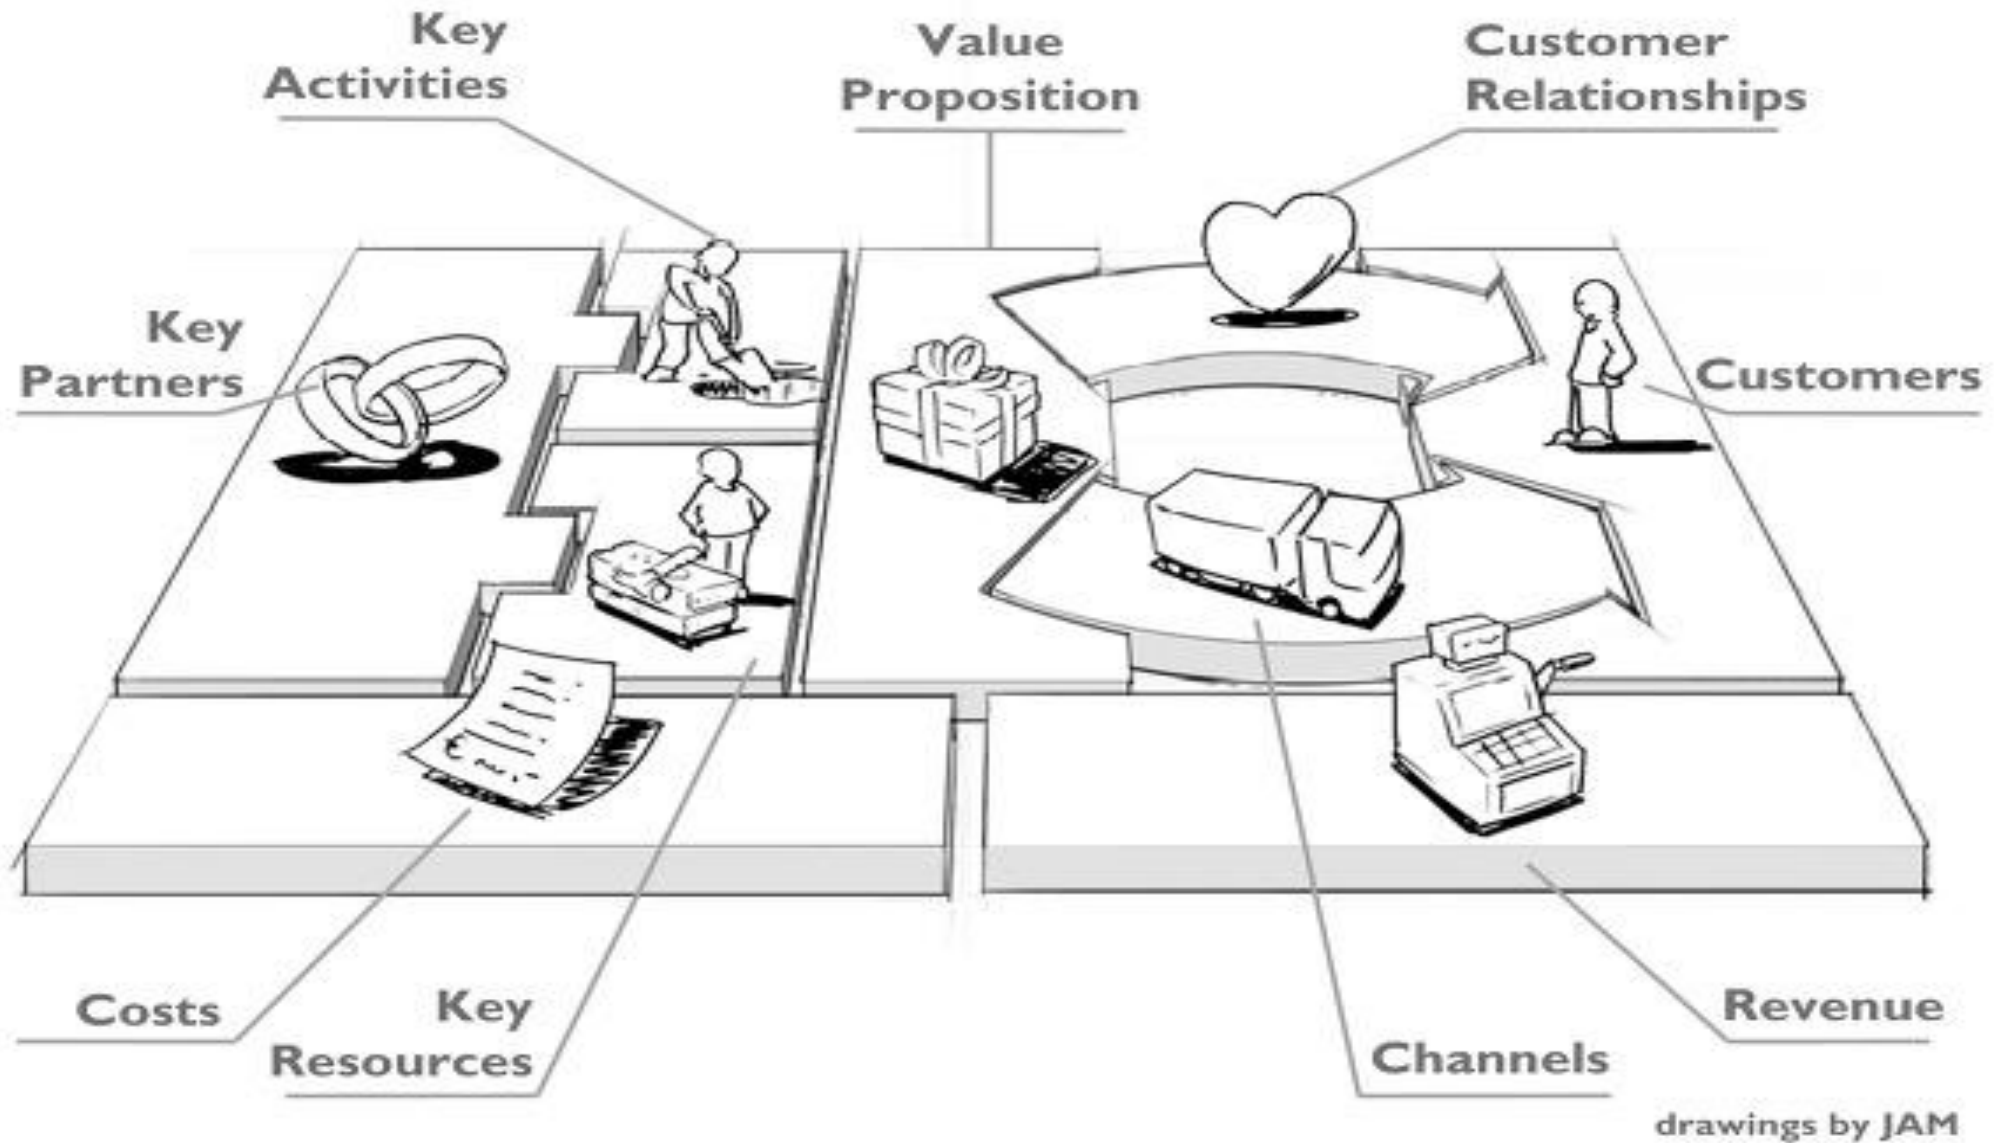 Key
Activities
Value
Proposition
Customer
Relationships
Key
Partners
Customers
Costs
Key
Resources
Channels
Revenue
drawings by JAM